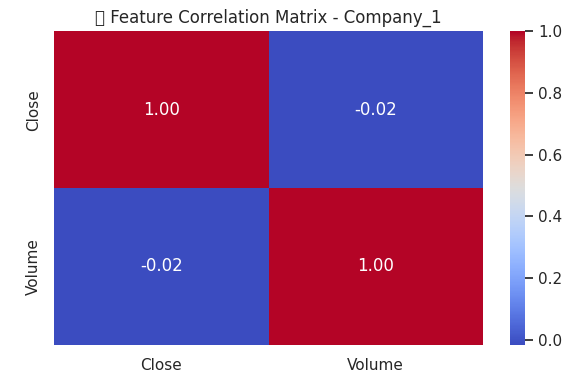 ▯ Feature Correlation Matrix - Company_1
Close
1.00
-0.02
Volume
-0.02
1.00
Close
Volume
1.0
0.8
0.6
0.4
0.2
0.0